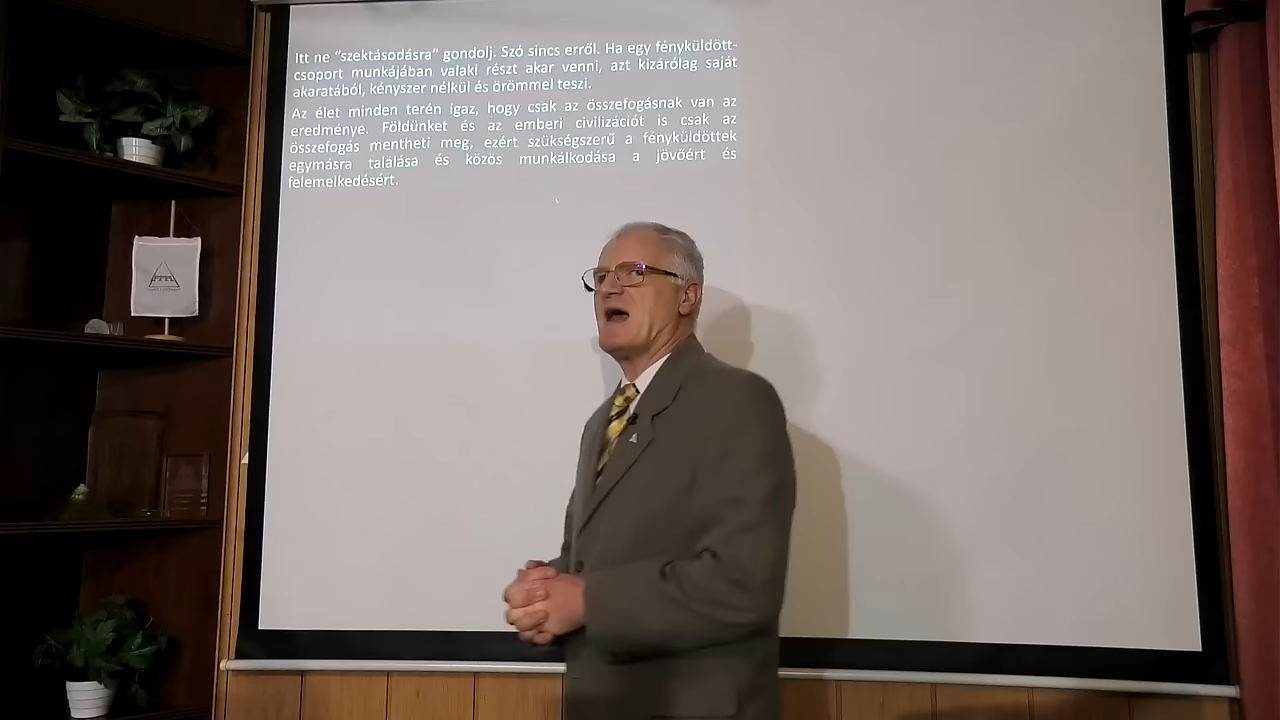 Itt ne "szektásodásra" gondolj. Szó sincs erről. Ha egy fényküldött-
csoport munkájában valaki részt akar venni, azt kizárólag saját
akaratából, kényszer nélkül és örömmel teszi.
Az élet minden terén igaz, hogy csak az összefogásnak van az
eredménye. Földünket és az emberi civilizációt is csak az
összefogás mentheti meg, ezért szükségszerű a fényküldöttek
egymásra találása és közös munkálkodása a jövőért és
felemelkedésért.